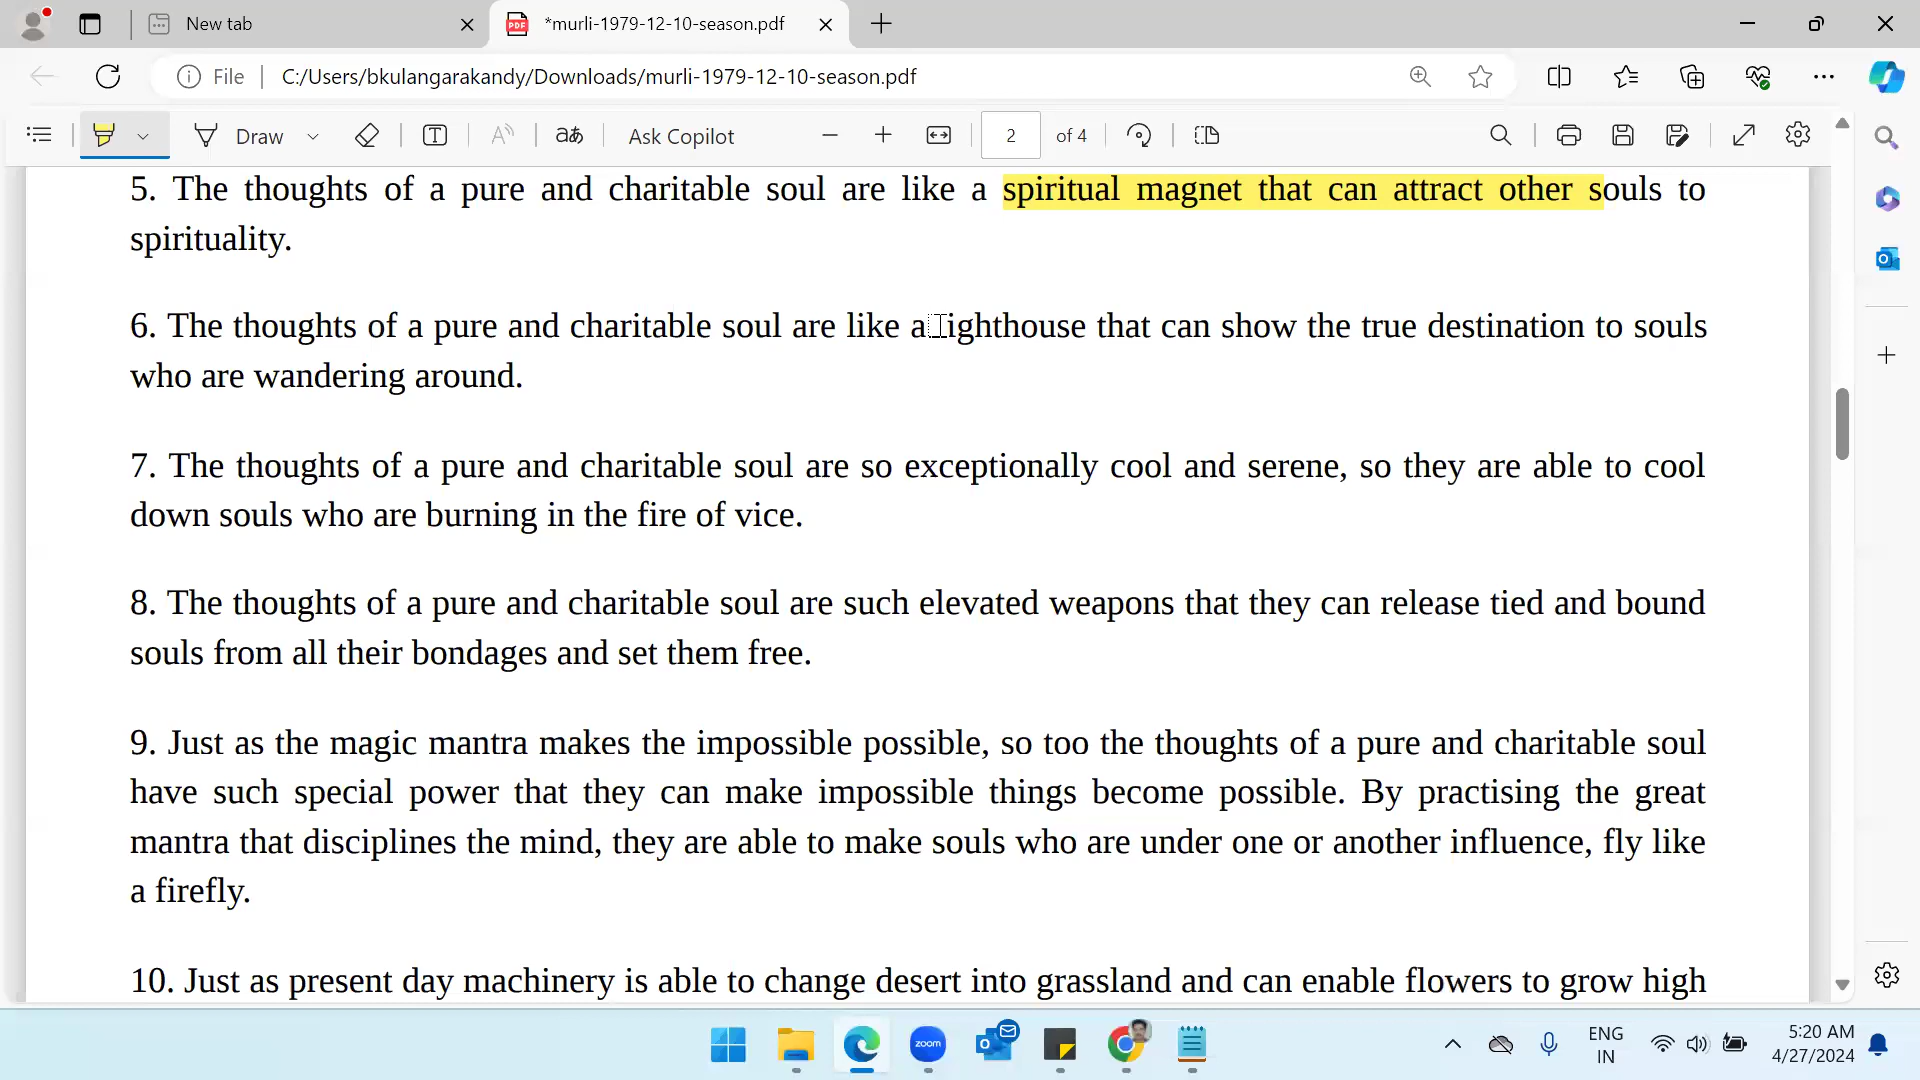 New tab
*murli-1979-12-10-season.pdf
File
C:/Users/bkulangarakandy/Downloads/murli-1979-12-10-season.pdf
Draw
Ask Copilot
2 of 4
5. The thoughts of a pure and charitable soul are like a spiritual magnet that can attract other souls to
spirituality.
6. The thoughts of a pure and charitable soul are like a lighthouse that can show the true destination to souls
who are wandering around.
7. The thoughts of a pure and charitable soul are so exceptionally cool and serene, so they are able to cool
down souls who are burning in the fire of vice.
8. The thoughts of a pure and charitable soul are such elevated weapons that they can release tied and bound
souls from all their bondages and set them free.
9. Just as the magic mantra makes the impossible possible, so too the thoughts of a pure and charitable soul
have such special power that they can make impossible things become possible. By practising the great
mantra that disciplines the mind, they are able to make souls who are under one or another influence, fly like
a firefly.
10. Just as present day machinery is able to change desert into grassland and can enable flowers to grow high
zoom
ENG
IN
5:20 AM
4/27/2024